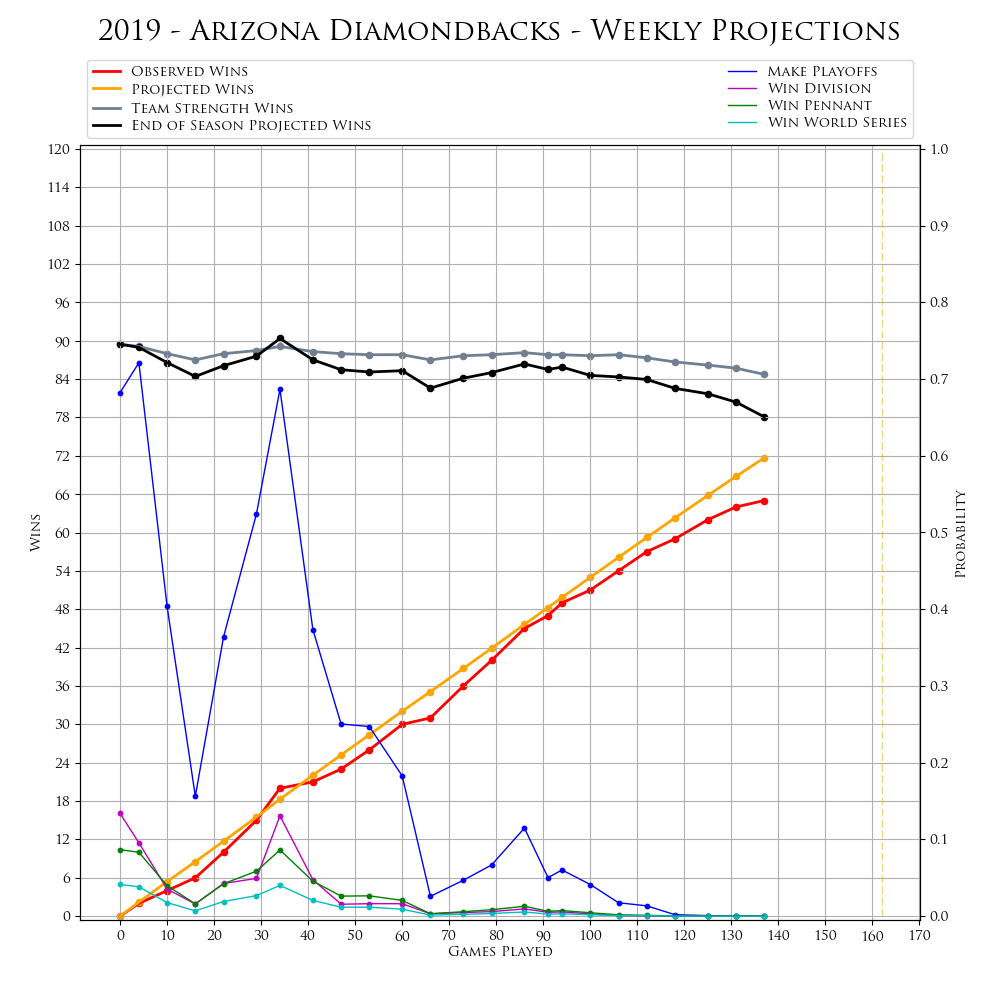 2019 - Arizona Diamondbacks - Weekly Projections
Observed Wins
Projected Wins
Team Strength Wins
End of Season Projected Wins
Make Playoffs
Win Division
Win Pennant
Win World Series
120
114
108
102
96
90
84
78
72
66
60
54
48
42
36
30
24
18
12
6
0
Wins
1.0
0.9
0.8
0.7
0.6
0.5
0.4
0.3
0.2
0.1
0.0
Probability
0 10 20 30 40 50 60 70 80 90 100 110 120 130 140 150 160 170
Games Played